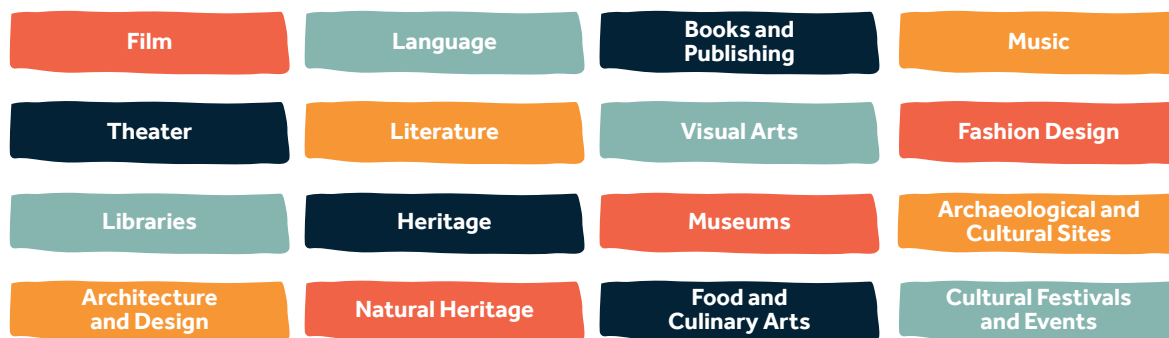 Film
Language
Books and
Publishing
Music
Theater
Literature
Visual Arts
Fashion Design
Libraries
Heritage
Museums
Archaeological and
Cultural Sites
Architecture
and Design
Natural Heritage
Food and
Culinary Arts
Cultural Festivals
and Events